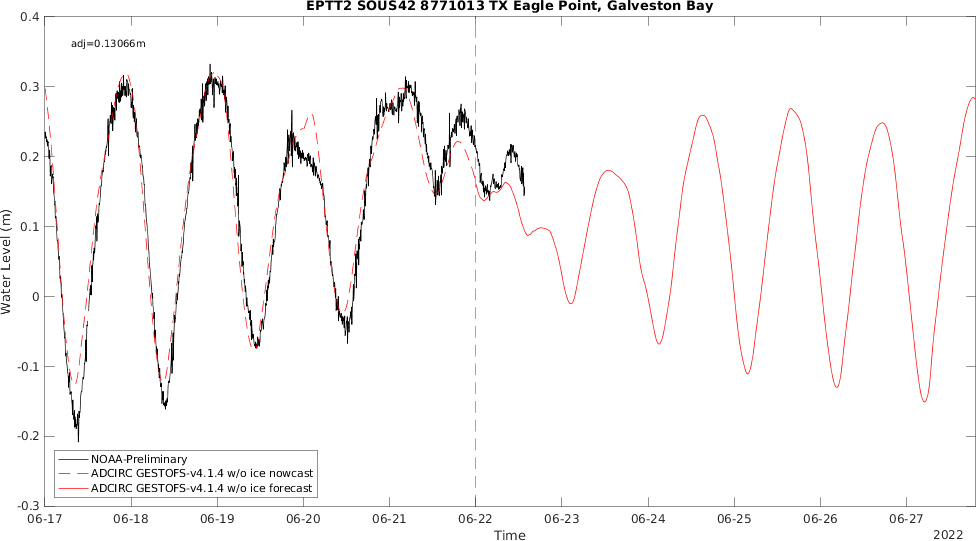 EPTT2 SOUS42 8771013 TX Eagle Point, Galveston Bay
adj=0.13066m
0.4
0.3
0.2
0.1
0
-0.1
-0.2
-0.3
Water Level (m)
NOAA-Preliminary
ADCIRC GESTOFS-v4.1.4 w/o ice nowcast
ADCIRC GESTOFS-v4.1.4 w/o ice forecast
06-17 06-18 06-19 06-20 06-21 06-22 06-23 06-24 06-25 06-26 06-27
Time
2022